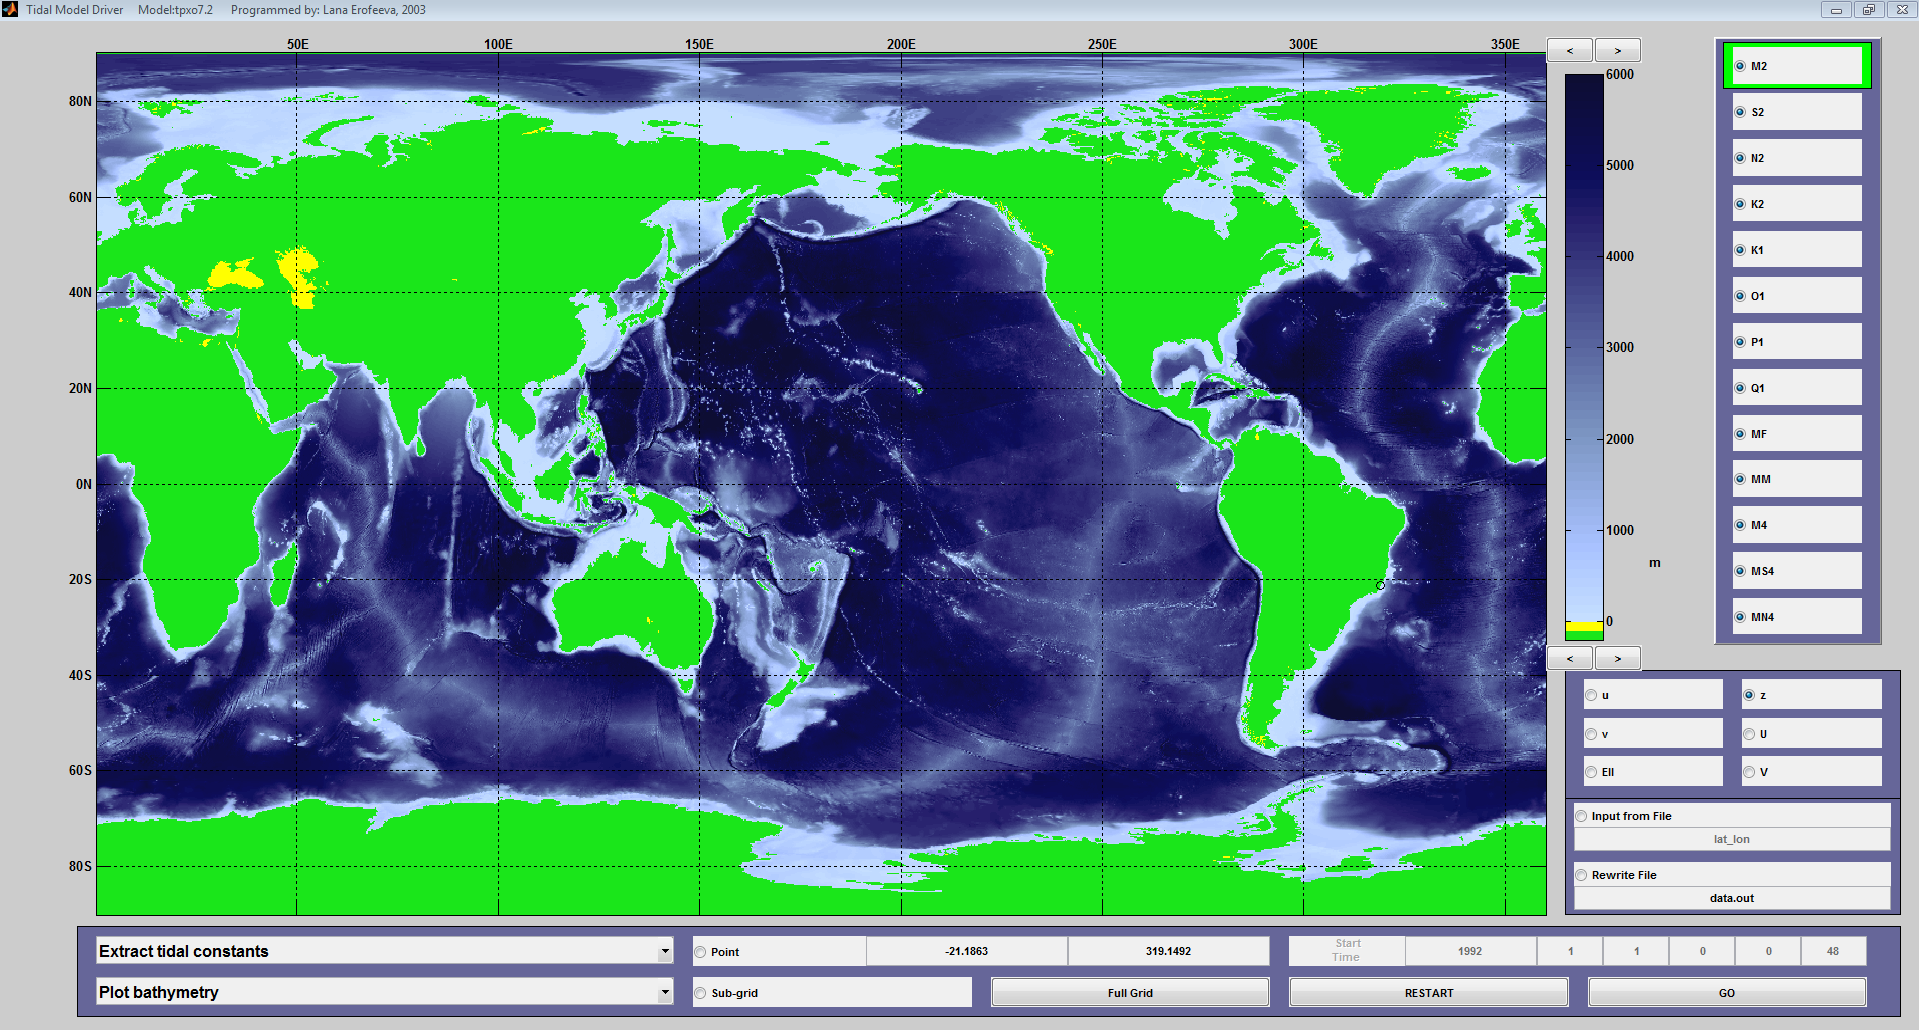 Tidal Model Driver Model:tpxo7.2 Programmed by: Lana Erofeeva, 2003
50E 100E 150E 200E 250E 300E 350E
80N
60N
40N
20N
0N
20S
40S
60S
80S
< >
6000
5000
4000
3000
2000
1000
m
0
< >
M2
S2
N2
K2
K1
O1
P1
Q1
MF
MM
M4
MS4
MN4
u z
v U
Ell V
Input from File
lat_lon
Rewrite File
data.out
Extract tidal constants
Point -21.1863 319.1492
Start
Time
1992 1 1 0 0 48
Plot bathymetry
Sub-grid Full Grid RESTART GO